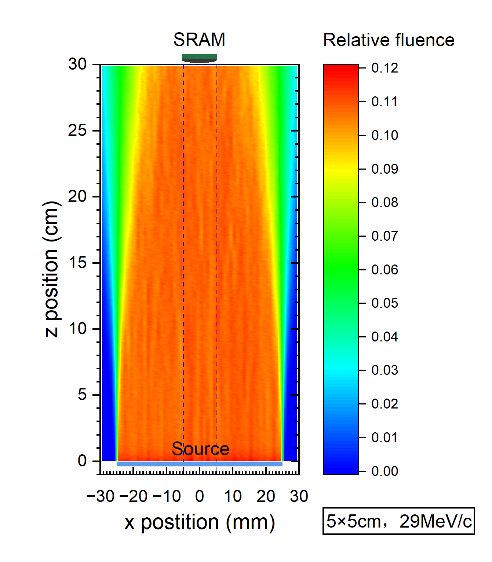 SRAM
Relative fluence
30
25
20
15
10
5
0
z position (cm)
Source
−30 −20 −10 0 10 20 30
x postition (mm)
0.12
0.11
0.10
0.09
0.08
0.07
0.06
0.05
0.04
0.03
0.02
0.01
0.00
5×5cm，29MeV/c